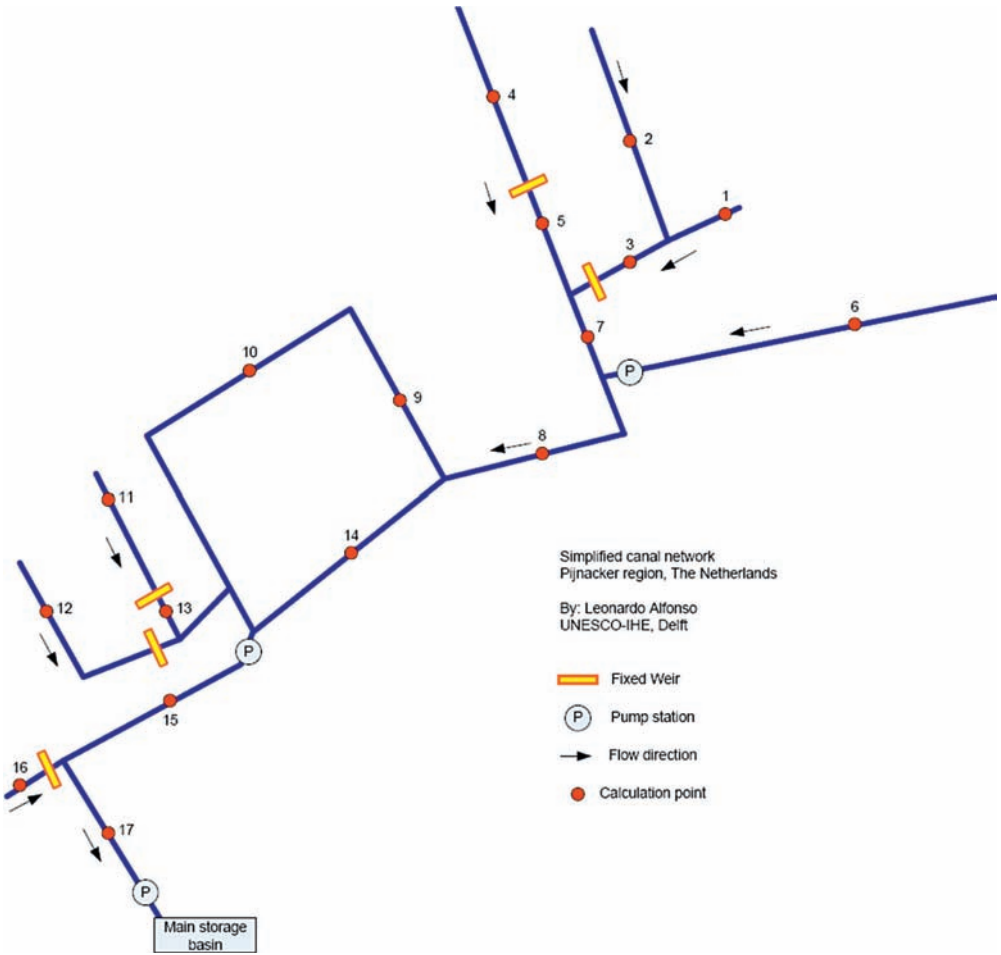 4
2
1
5
3
6
7
P
10
9
8
11
14
12
13
P
15
16
17
P
Main storage
basin
Simplified canal network
Pijnacker region, The Netherlands
By: Leonardo Alfonso
UNESCO-IHE, Delft
Fixed Weir
P Pump station
Flow direction
Calculation point